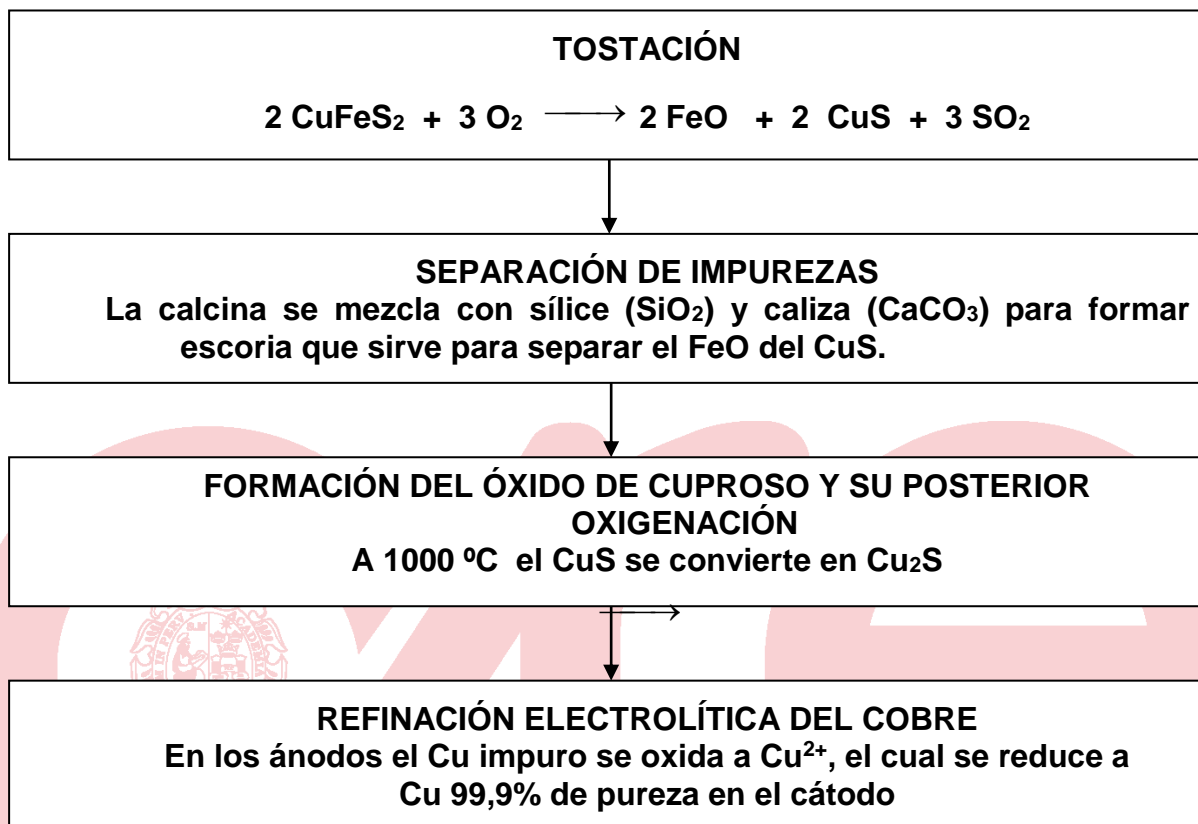 TOSTACIÓN
2 CuFeS₂ + 3 O₂ ⟶ 2 FeO + 2 CuS + 3 SO₂
SEPARACIÓN DE IMPUREZAS
La calcina se mezcla con sílice (SiO₂) y caliza (CaCO₃) para formar
escoria que sirve para separar el FeO del CuS.
FORMACIÓN DEL ÓXIDO DE CUPROSO Y SU POSTERIOR
OXIGENACIÓN
A 1000 ºC el CuS se convierte en Cu₂S
REFINACIÓN ELECTROLÍTICA DEL COBRE
En los ánodos el Cu impuro se oxida a Cu²⁺, el cual se reduce a
Cu 99,9% de pureza en el cátodo